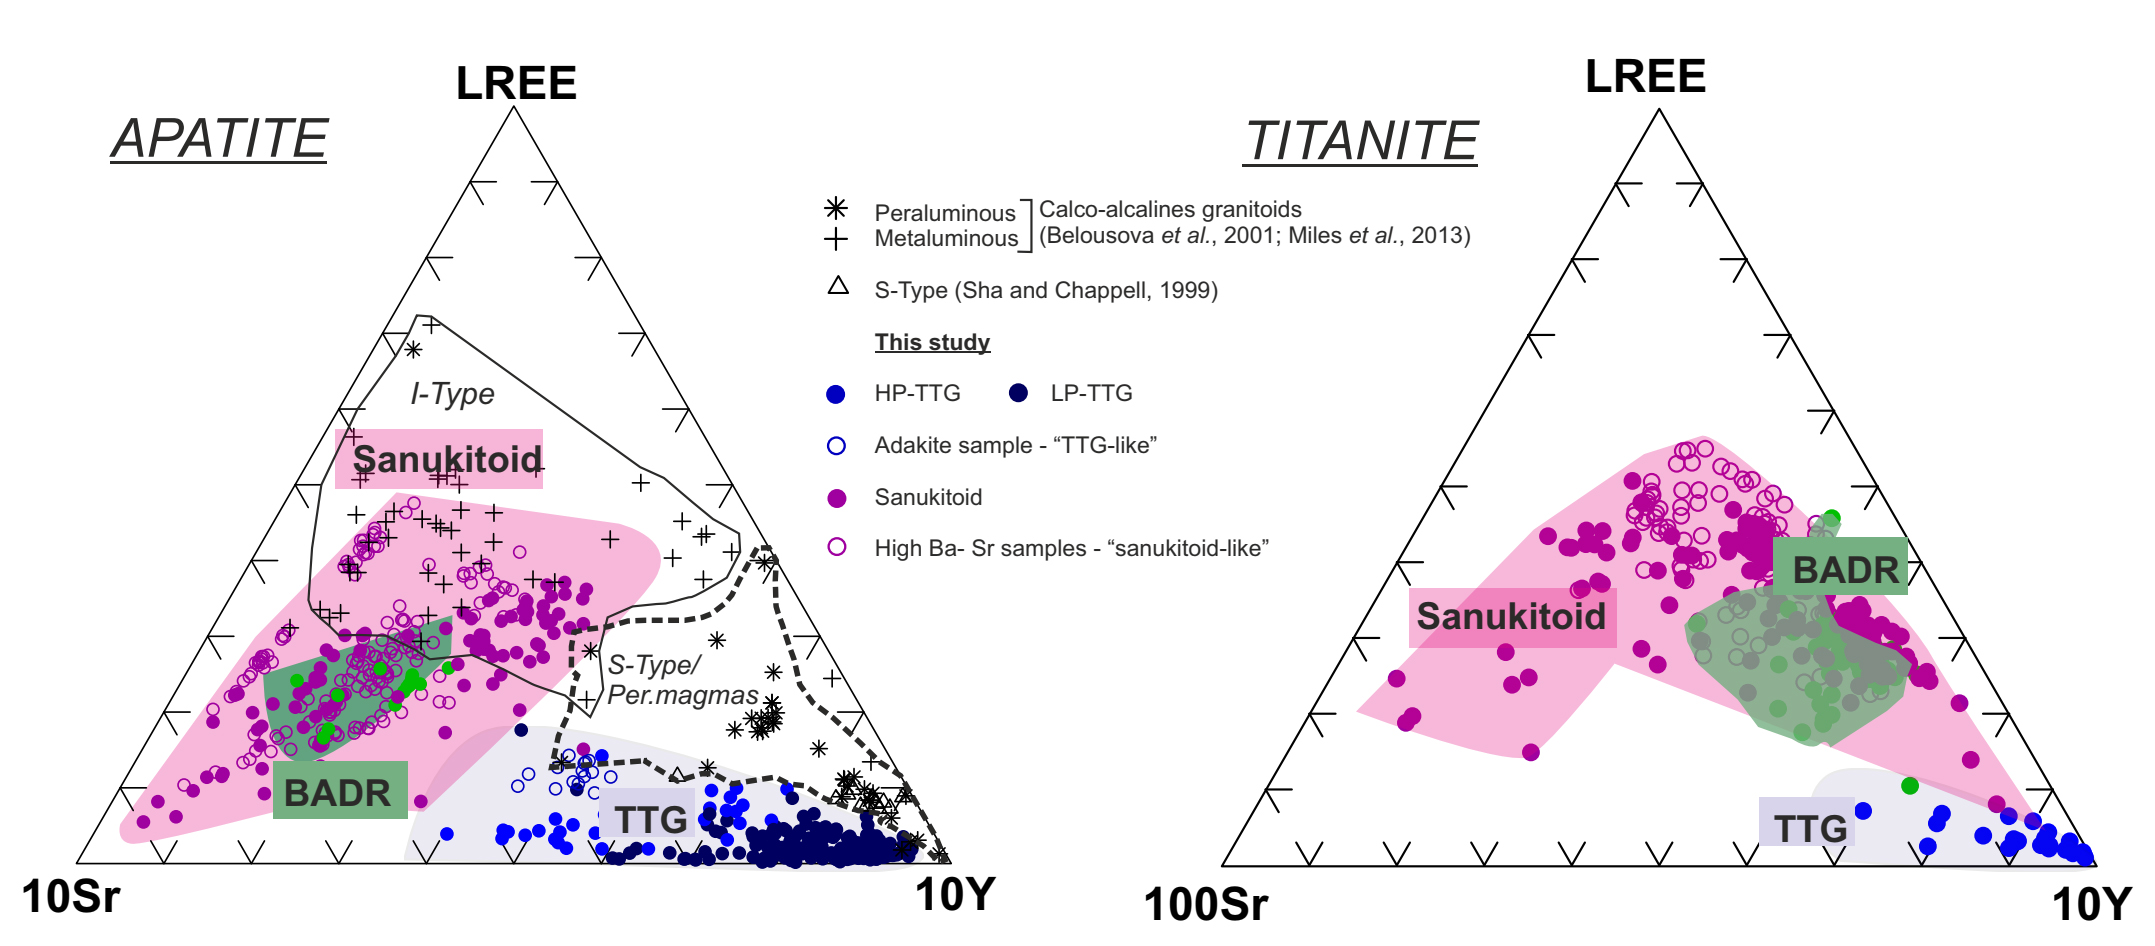 LREE
APATITE
I-Type
Sanukitoid
S-Type/
Per.magmas
BADR
TTG
10Sr
10Y
Peraluminous
Metaluminous
Calco-alcalines granitoids
(Belousova et al., 2001; Miles et al., 2013)
S-Type (Sha and Chappell, 1999)
This study
HP-TTG
LP-TTG
Adakite sample - “TTG-like”
Sanukitoid
High Ba- Sr samples - “sanukitoid-like”
LREE
TITANITE
BADR
Sanukitoid
TTG
100Sr
10Y